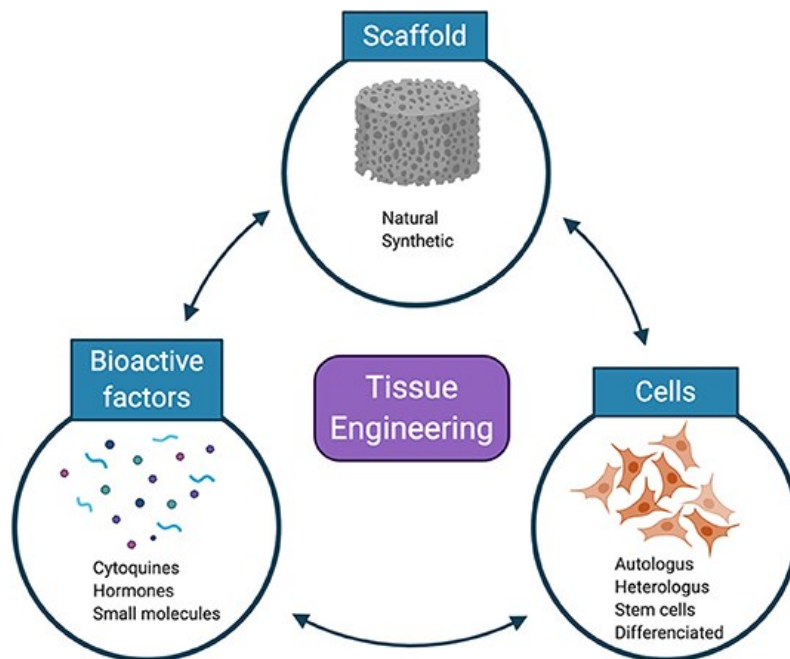 Scaffold
Natural
Synthetic
Bioactive
factors
Cytoquines
Hormones
Small molecules
Tissue
Engineering
Cells
Autologus
Heterologus
Stem cells
Differenciated